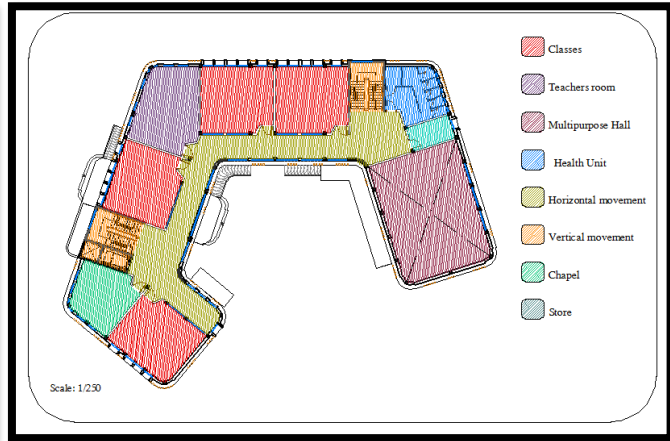 Classes
Teachers room
Multipurpose Hall
Health Unit
Horizontal movement
Vertical movement
Chapel
Store
Scale: 1/250